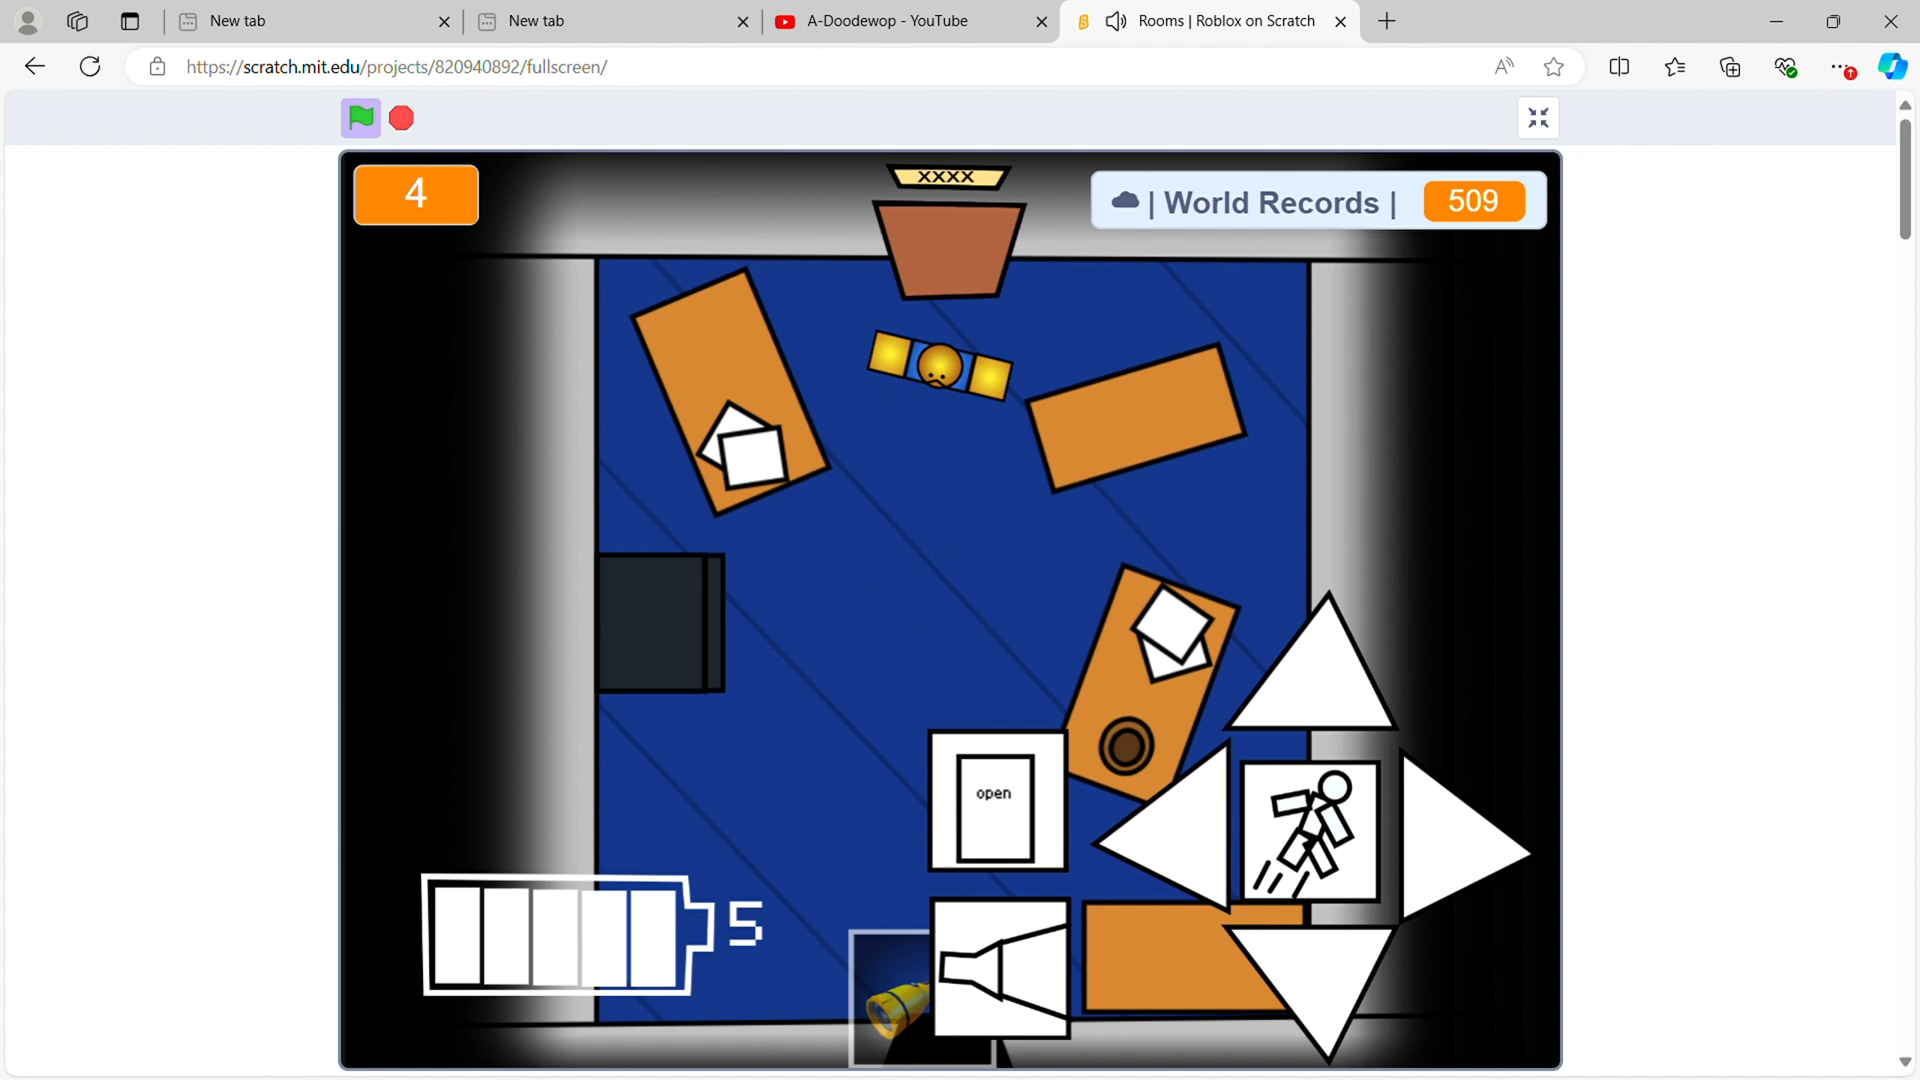 New tab
New tab
A-Doodewop - YouTube
Rooms | Roblox on Scratch
https://scratch.mit.edu/projects/820940892/fullscreen/
4
XXXX
| World Records | 509
open
5